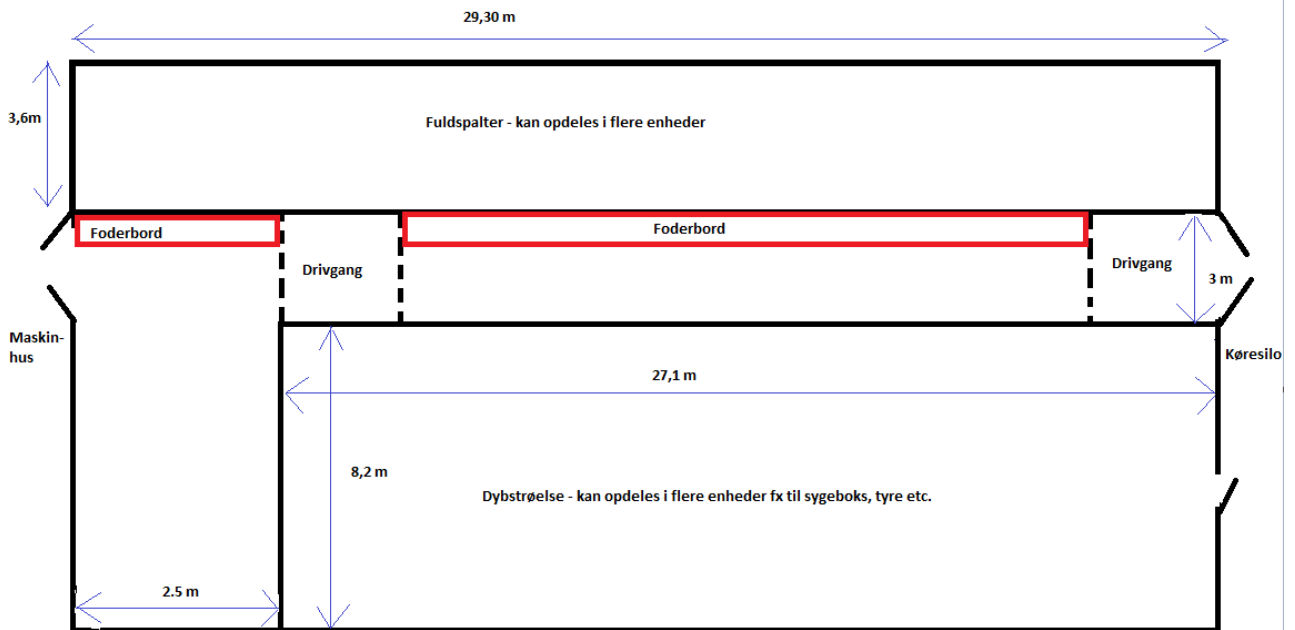 29,30 m
3,6m
Fuldspalter - kan opdeles i flere enheder
Foderbord
Foderbord
Drivgang
Drivgang
3 m
Maskin-
hus
Køresilo
27,1 m
8,2 m
Dybstrøelse - kan opdeles i flere enheder fx til sygeboks, tyre etc.
2.5 m